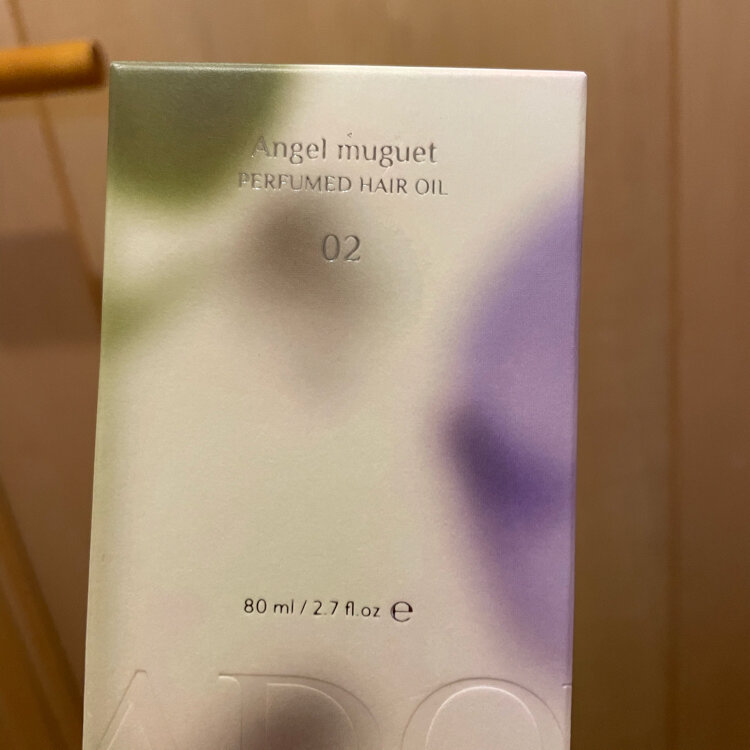 Angel muguet
PERFUMED HAIR OIL
02
80 ml / 2.7 fl.oz ℮